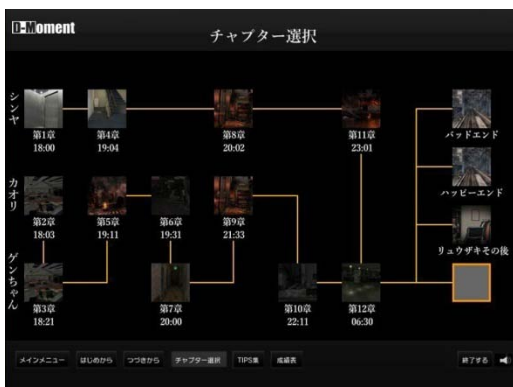 D-Moment
チャプター選択
シンヤ
第1章
18:00
第4章
19:04
第8章
20:02
第11章
23:01
バッドエンド
ハッピーエンド
カオリ
第2章
18:03
第5章
19:11
第6章
19:31
第9章
21:33
リュウザキその後
ゲンちゃん
第3章
18:21
第7章
20:00
第10章
22:11
第12章
06:30
メインメニュー
はじめから
つづきから
チャプター選択
TIPS集
成績表
終了する